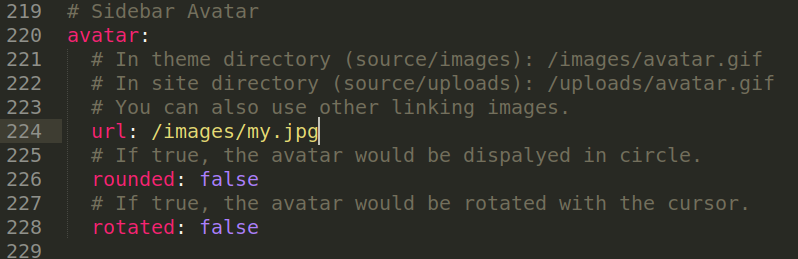 219 # Sidebar Avatar
220 avatar:
221 # In theme directory (source/images): /images/avatar.gif
222 # In site directory (source/uploads): /uploads/avatar.gif
223 # You can also use other linking images.
224 url: /images/my.jpg
225 # If true, the avatar would be dispalyed in circle.
226 rounded: false
227 # If true, the avatar would be rotated with the cursor.
228 rotated: false
229